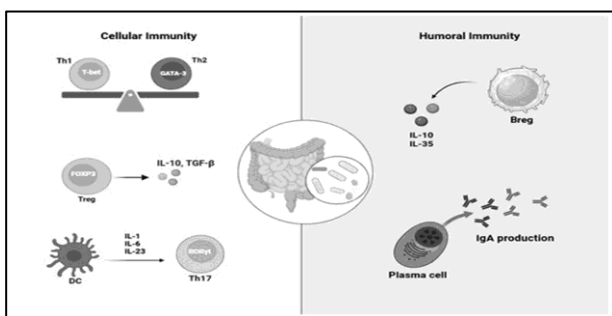 Cellular Immunity
Th1
T-bet
GATA-3
Th2
FOXP3
Treg
IL-10, TGF-β
DC
IL-1
IL-6
IL-23
RORγt
Th17
Humoral Immunity
IL-10
IL-35
Breg
Plasma cell
IgA production